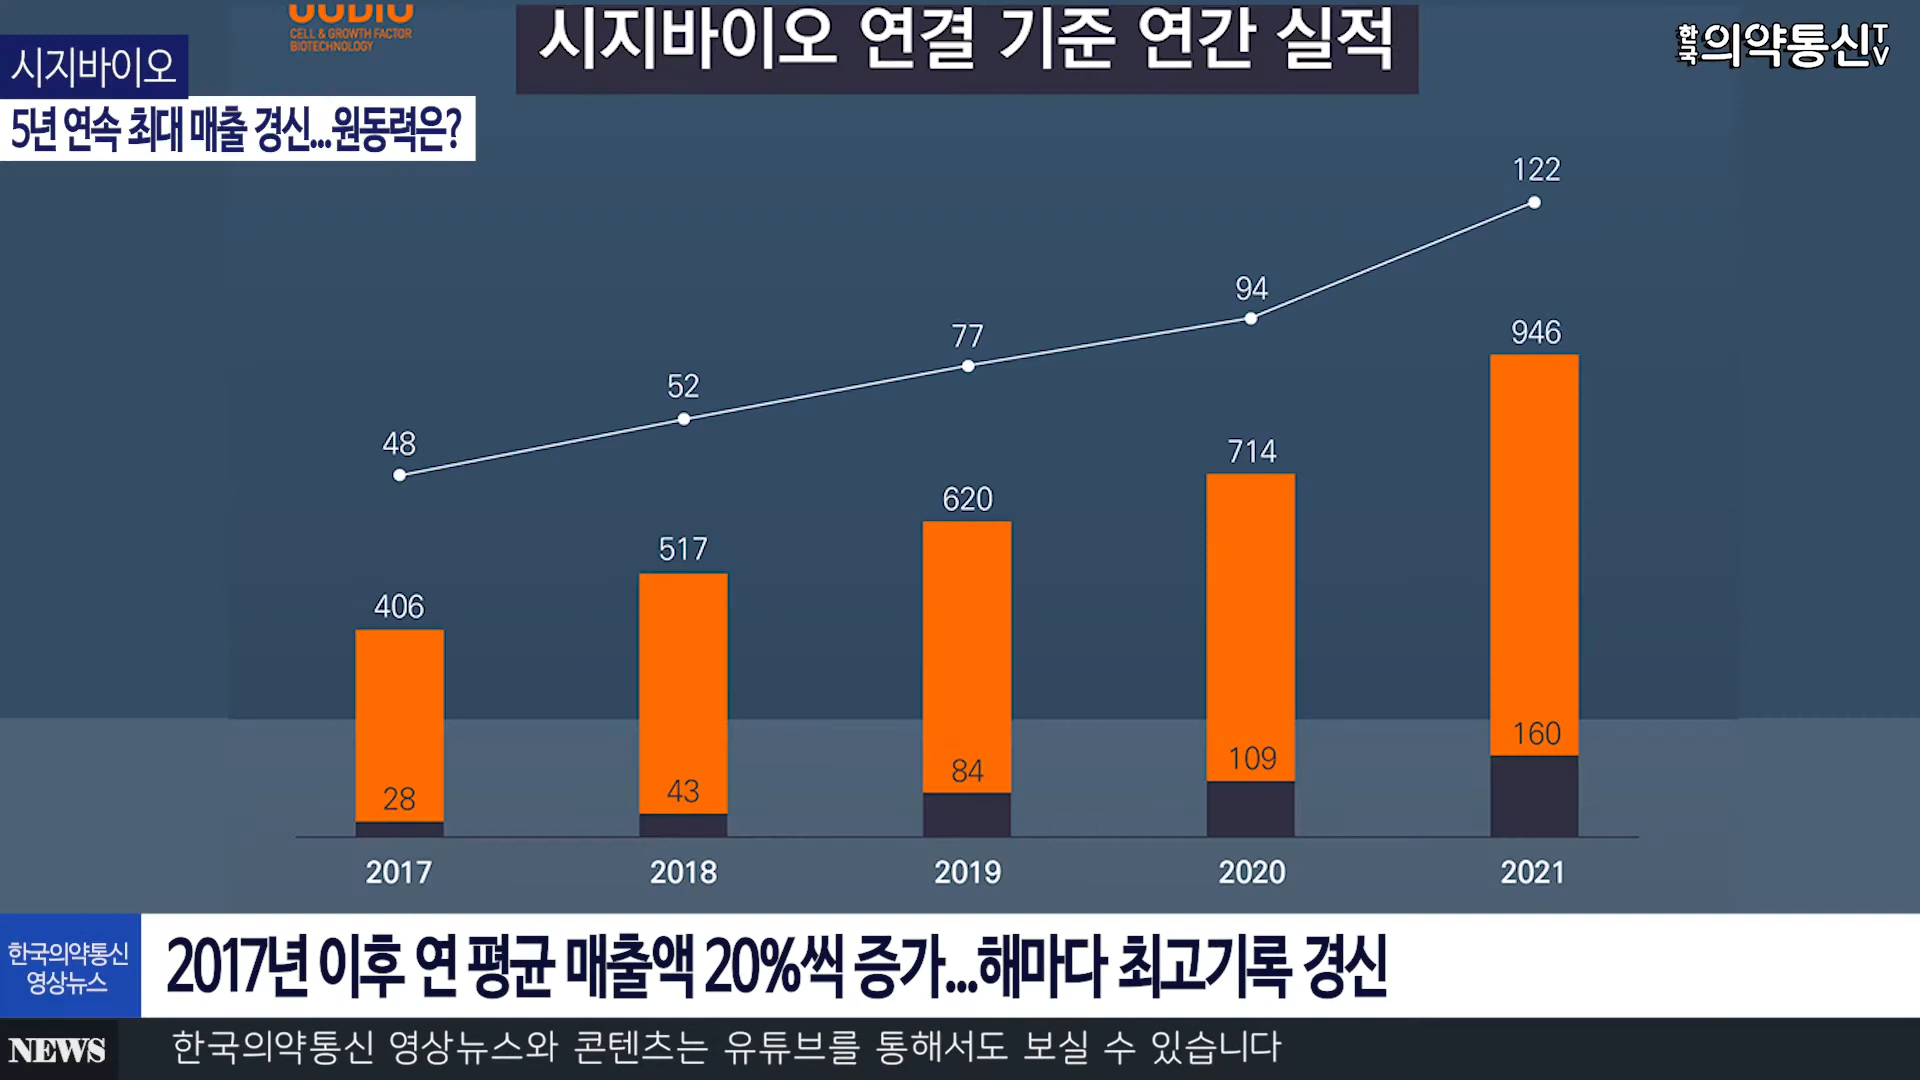 CELL & GROWTH FACTOR
BIOTECHNOLOGY
시지바이오 연결 기준 연간 실적
한국의약통신TV
시지바이오
5년 연속 최대 매출 경신...원동력은?
122
94
77
52
48
946
714
620
517
406
160
109
84
43
28
2017 2018 2019 2020 2021
한국의약통신
영상뉴스
2017년 이후 연 평균 매출액 20%씩 증가...해마다 최고기록 경신
NEWS
한국의약통신 영상뉴스와 콘텐츠는 유튜브를 통해서도 보실 수 있습니다